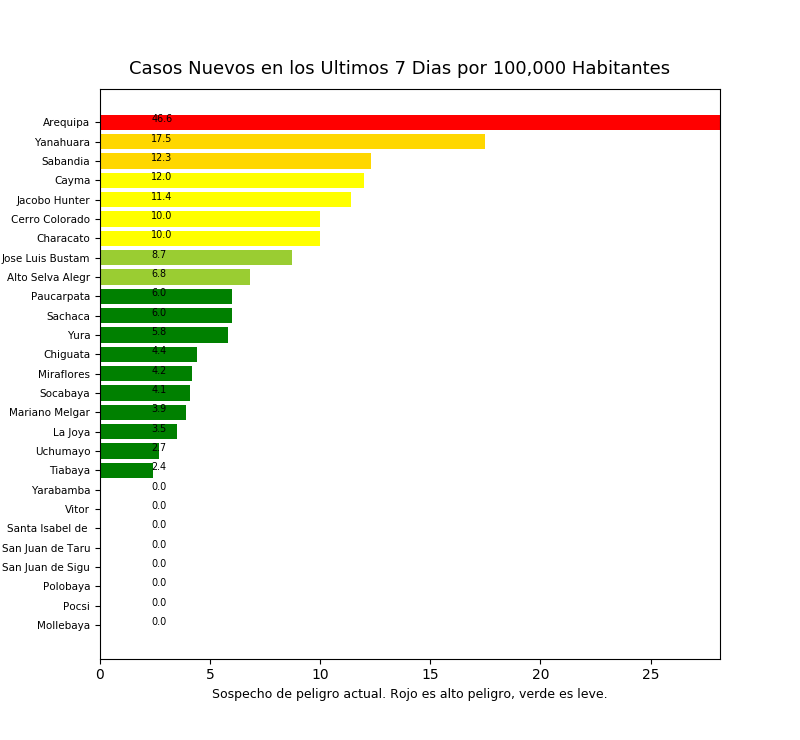 Casos Nuevos en los Ultimos 7 Dias por 100,000 Habitantes
Arequipa 46.6
Yanahuara 17.5
Sabandia 12.3
Cayma 12.0
Jacobo Hunter 11.4
Cerro Colorado 10.0
Characato 10.0
Jose Luis Bustam 8.7
Alto Selva Alegr 6.8
Paucarpata 6.0
Sachaca 6.0
Yura 5.8
Chiguata 4.4
Miraflores 4.2
Socabaya 4.1
Mariano Melgar 3.9
La Joya 3.5
Uchumayo 2.7
Tiabaya 2.4
Yarabamba 0.0
Vitor 0.0
Santa Isabel de 0.0
San Juan de Taru 0.0
San Juan de Sigu 0.0
Polobaya 0.0
Pocsi 0.0
Mollebaya 0.0
0 5 10 15 20 25
Sospecho de peligro actual. Rojo es alto peligro, verde es leve.